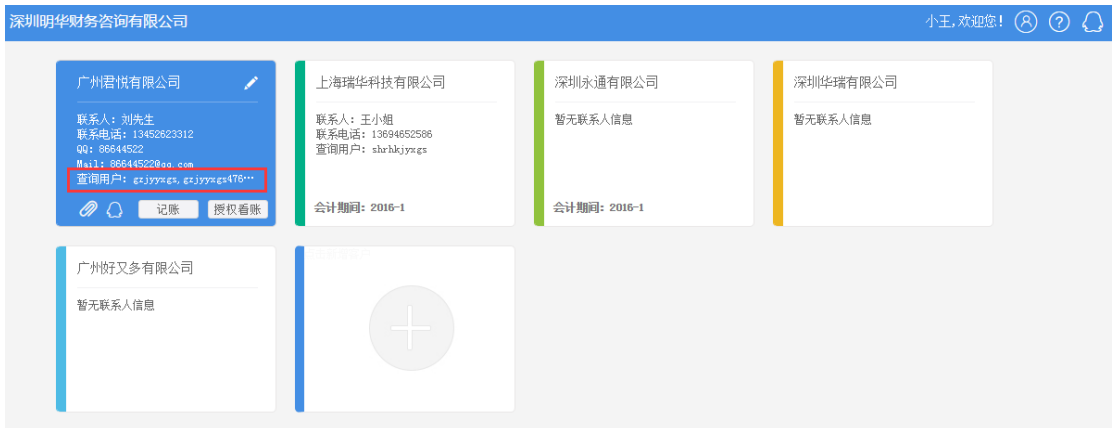 深圳明华财务咨询有限公司
小王,欢迎您!
广州君悦有限公司
联系人: 刘先生
联系电话: 13452623312
QQ: 86644522
Mail: 86644522@qq.com
查询用户: gzjyyxgs,gzjyyxgs478…
记账
授权看账
上海瑞华科技有限公司
联系人: 王小姐
联系电话: 13694652586
查询用户: shrhkjyxgs
会计期间: 2016-1
深圳永通有限公司
暂无联系人信息
会计期间: 2016-1
深圳华瑞有限公司
暂无联系人信息
广州好又多有限公司
暂无联系人信息